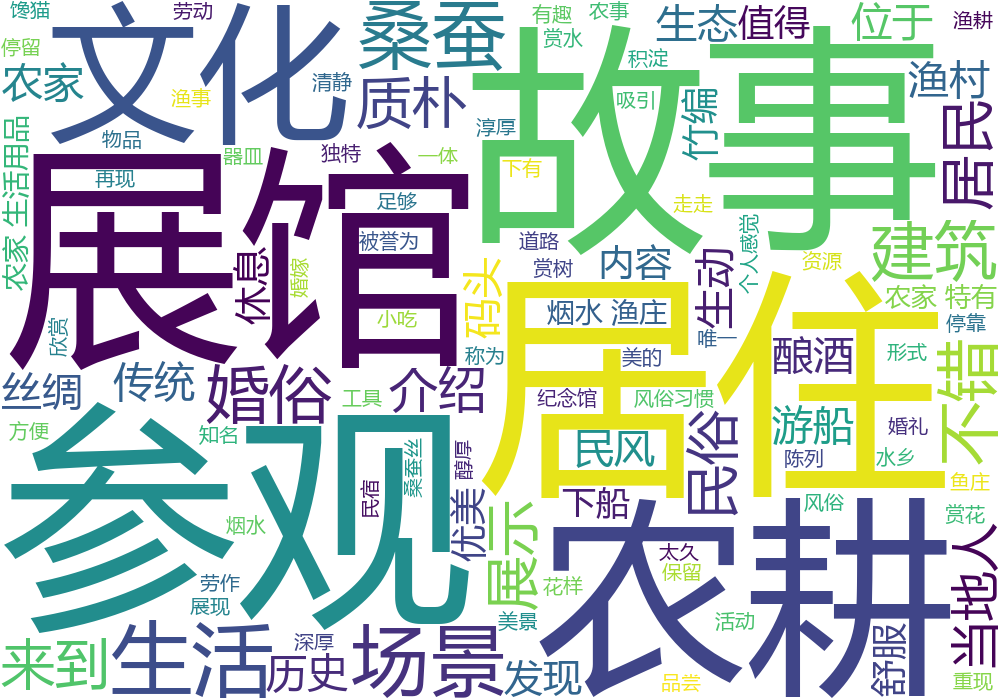 馋猫
劳动
文化
桑蚕
有趣
农事
赏水
生态
值得
位于
渔耕
停留
农家
渔事
清静
质朴
故事
积淀
吸引
竹编
渔村
居民
农家 生活用品
物品
器皿
独特
一体
淳厚
下有
再现
展馆
足够
被誉为
走走
道路
个人感觉
建筑
休息
婚嫁
码头
赏树
内容
生动
资源
农家 特有
欣赏
小吃
烟水 渔庄
居住
唯一
停靠
称为
美的
酿酒
形式
不错
丝绸
传统
婚俗
工具
介绍
纪念馆
风俗习惯
游船
婚礼
方便
参观
知名
民宿
桑蚕丝
醇厚
民风
民俗
陈列
水乡
鱼庄
优美
下船
农耕
风俗
赏花
烟水
展示
太久
保留
花样
当地人
劳作
展现
美景
活动
来到
生活
深厚
历史
场景
发现
品尝
舒服
重现